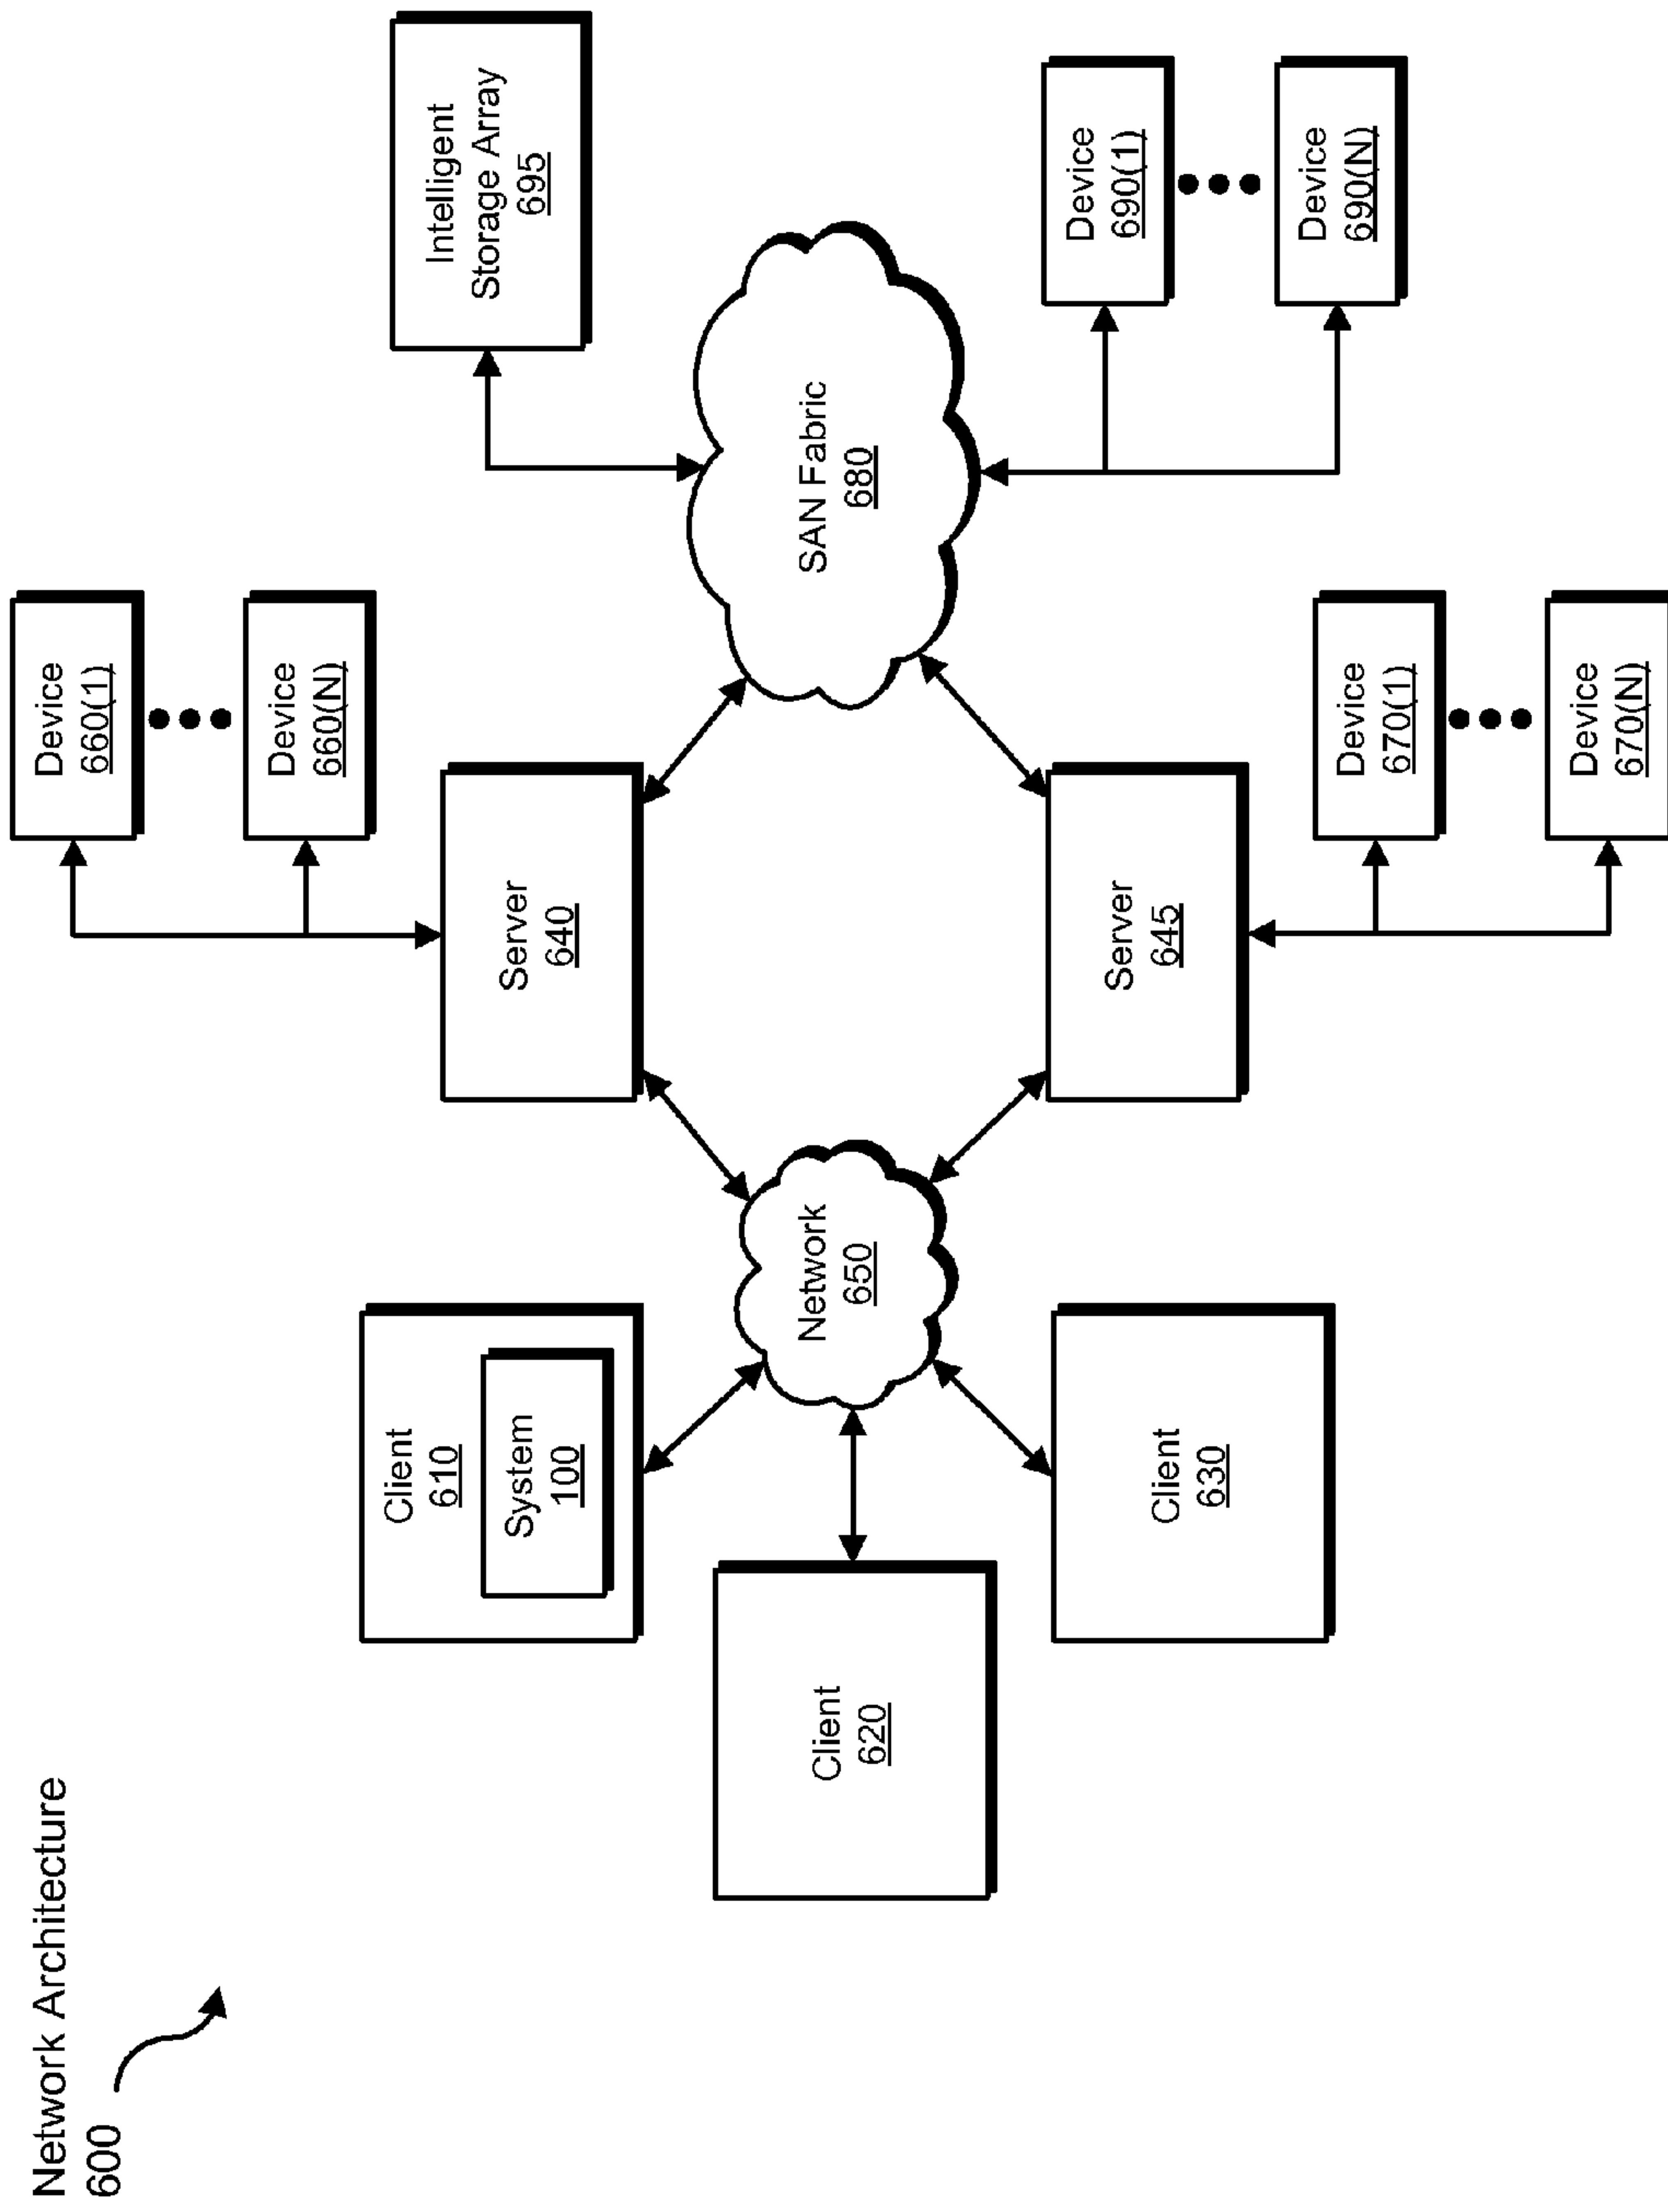 Network Architecture
600
Device
660(1)
Device
660(N)
Client
610
System
100
Server
640
Intelligent
Storage Array
695
Client
620
Network
650
SAN Fabric
680
Client
630
Server
645
Device
690(1)
Device
690(N)
Device
670(1)
Device
670(N)